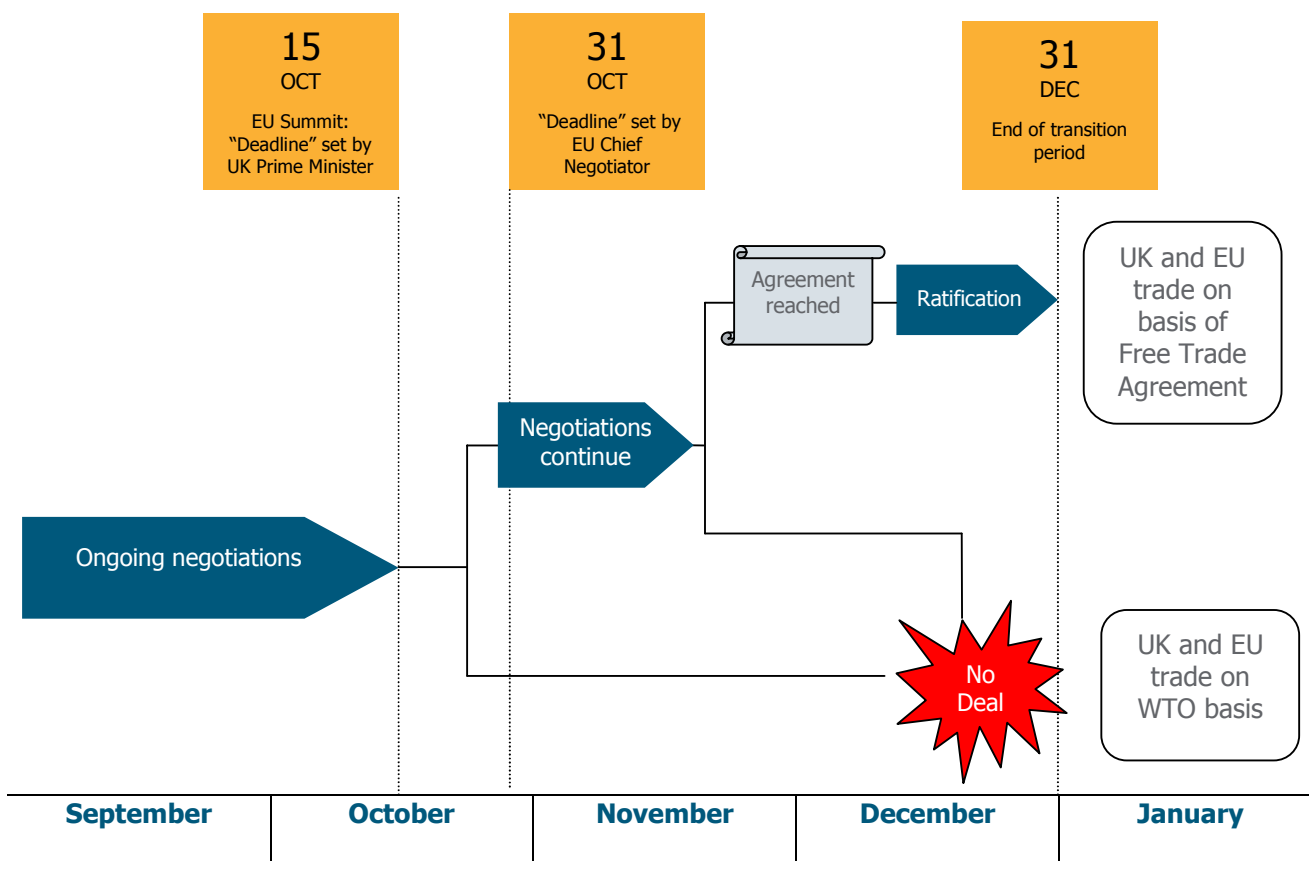 15
OCT
EU Summit:
“Deadline” set by
UK Prime Minister
31
OCT
“Deadline” set by
EU Chief
Negotiator
31
DEC
End of transition
period
Agreement
reached
Ratification
UK and EU
trade on
basis of
Free Trade
Agreement
Negotiations
continue
Ongoing negotiations
No
Deal
UK and EU
trade on
WTO basis
September
October
November
December
January